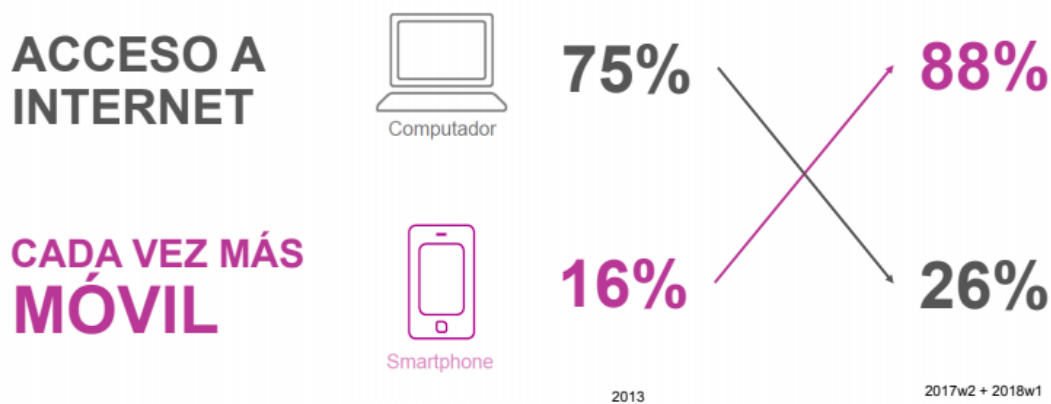 ACCESO A
INTERNET
Computador
75%
88%
CADA VEZ MÁS
MÓVIL
Smartphone
16%
26%
2013
2017w2 + 2018w1